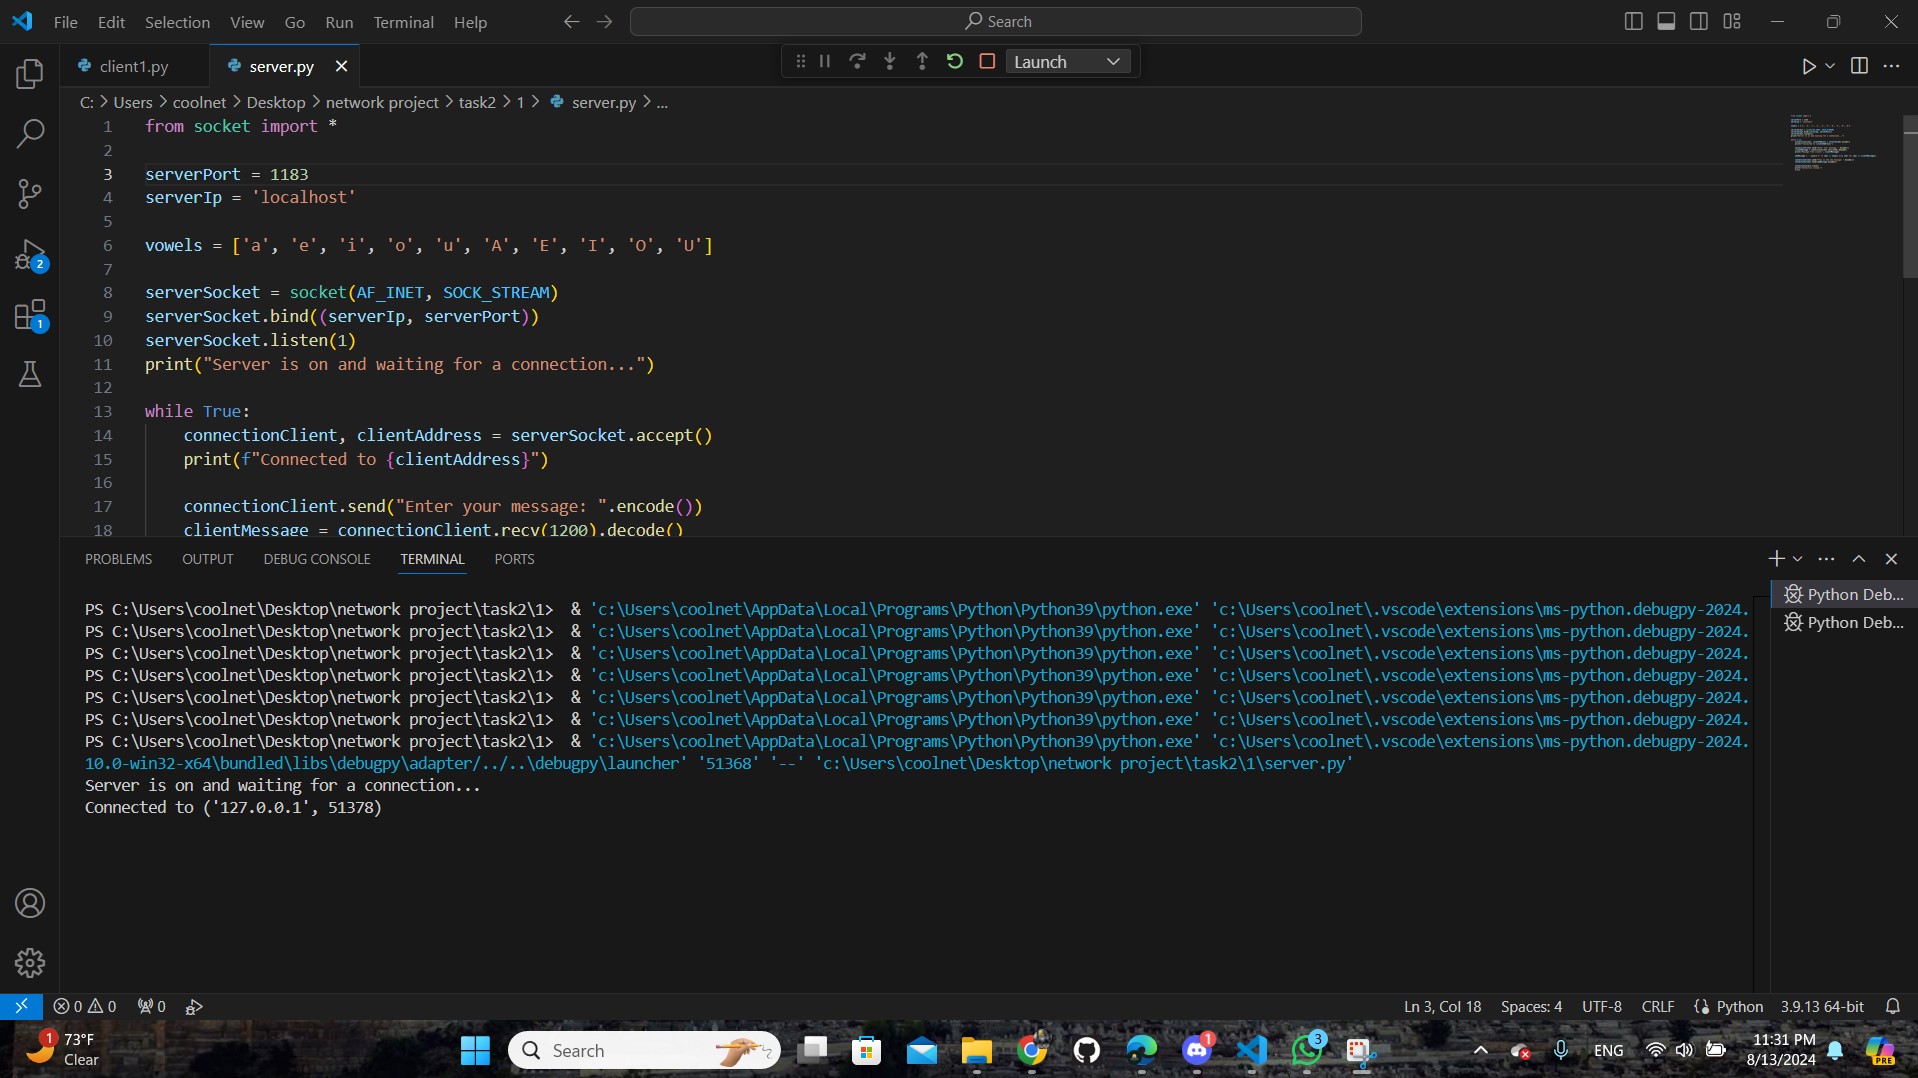 File Edit Selection View Go Run Terminal Help Search
client1.py server.py Launch
C: > Users > coolnet > Desktop > network project > task2 > 1 > server.py > ...
1 from socket import *
2
3 serverPort = 1183
4 serverIp = 'localhost'
5
6 vowels = ['a', 'e', 'i', 'o', 'u', 'A', 'E', 'I', 'O', 'U']
7
8 serverSocket = socket(AF_INET, SOCK_STREAM)
9 serverSocket.bind((serverIp, serverPort))
10 serverSocket.listen(1)
11 print("Server is on and waiting for a connection...")
12
13 while True:
14 connectionClient, clientAddress = serverSocket.accept()
15 print(f"Connected to {clientAddress}")
16
17 connectionClient.send("Enter your message: ".encode())
18 clientMessage = connectionClient.recv(1200).decode()
2
1
PROBLEMS OUTPUT DEBUG CONSOLE TERMINAL PORTS
Python Deb...
Python Deb...
PS C:\Users\coolnet\Desktop\network project\task2\1> & 'c:\Users\coolnet\AppData\Local\Programs\Python\Python39\python.exe' 'c:\Users\coolnet\.vscode\extensions\ms-python.debugpy-2024.
PS C:\Users\coolnet\Desktop\network project\task2\1> & 'c:\Users\coolnet\AppData\Local\Programs\Python\Python39\python.exe' 'c:\Users\coolnet\.vscode\extensions\ms-python.debugpy-2024.
PS C:\Users\coolnet\Desktop\network project\task2\1> & 'c:\Users\coolnet\AppData\Local\Programs\Python\Python39\python.exe' 'c:\Users\coolnet\.vscode\extensions\ms-python.debugpy-2024.
PS C:\Users\coolnet\Desktop\network project\task2\1> & 'c:\Users\coolnet\AppData\Local\Programs\Python\Python39\python.exe' 'c:\Users\coolnet\.vscode\extensions\ms-python.debugpy-2024.
PS C:\Users\coolnet\Desktop\network project\task2\1> & 'c:\Users\coolnet\AppData\Local\Programs\Python\Python39\python.exe' 'c:\Users\coolnet\.vscode\extensions\ms-python.debugpy-2024.
PS C:\Users\coolnet\Desktop\network project\task2\1> & 'c:\Users\coolnet\AppData\Local\Programs\Python\Python39\python.exe' 'c:\Users\coolnet\.vscode\extensions\ms-python.debugpy-2024.
PS C:\Users\coolnet\Desktop\network project\task2\1> & 'c:\Users\coolnet\AppData\Local\Programs\Python\Python39\python.exe' 'c:\Users\coolnet\.vscode\extensions\ms-python.debugpy-2024.
10.0-win32-x64\bundled\libs\debugpy\adapter/../..\debugpy\launcher' '51368' '--' 'c:\Users\coolnet\Desktop\network project\task2\1\server.py'
Server is on and waiting for a connection...
Connected to ('127.0.0.1', 51378)
0 0 0 Ln 3, Col 18 Spaces: 4 UTF-8 CRLF {} Python 3.9.13 64-bit
1 73°F Search 1 3 ENG 11:31 PM PRE
Clear 8/13/2024